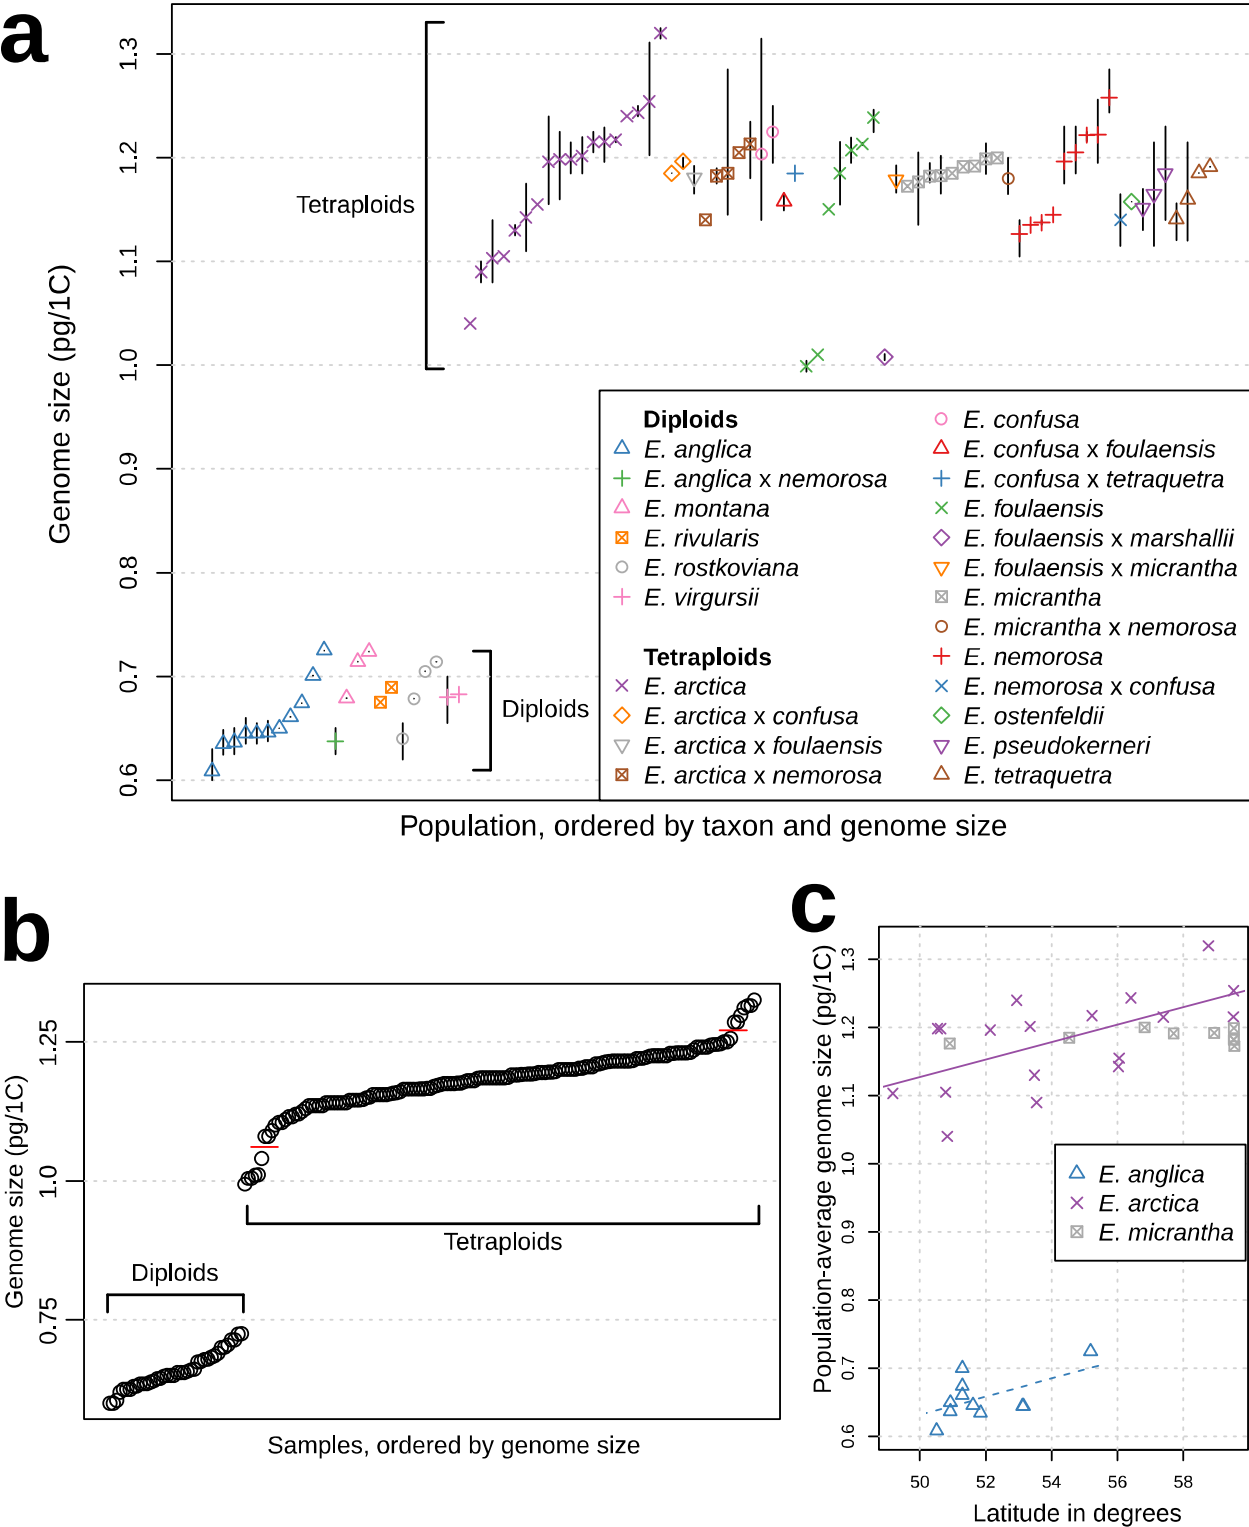 a
1.3
1.2
1.1
1.0
0.9
0.8
0.7
0.6
Genome size (pg/1C)
Tetraploids
Diploids
Diploids
E. anglica
E. anglica x nemorosa
E. montana
E. rivularis
E. rostkoviana
E. virgursii
Tetraploids
E. arctica
E. arctica x confusa
E. arctica x foulaensis
E. arctica x nemorosa
E. confusa
E. confusa x foulaensis
E. confusa x tetraquetra
E. foulaensis
E. foulaensis x marshallii
E. foulaensis x micrantha
E. micrantha
E. micrantha x nemorosa
E. nemorosa
E. nemorosa x confusa
E. ostenfeldii
E. pseudokerneri
E. tetraquetra
Population, ordered by taxon and genome size
b
1.25
1.0
0.75
Genome size (pg/1C)
Tetraploids
Diploids
Samples, ordered by genome size
c
1.3
1.2
1.1
1.0
0.9
0.8
0.7
0.6
Population-average genome size (pg/1C)
E. anglica
E. arctica
E. micrantha
50 52 54 56 58
Latitude in degrees